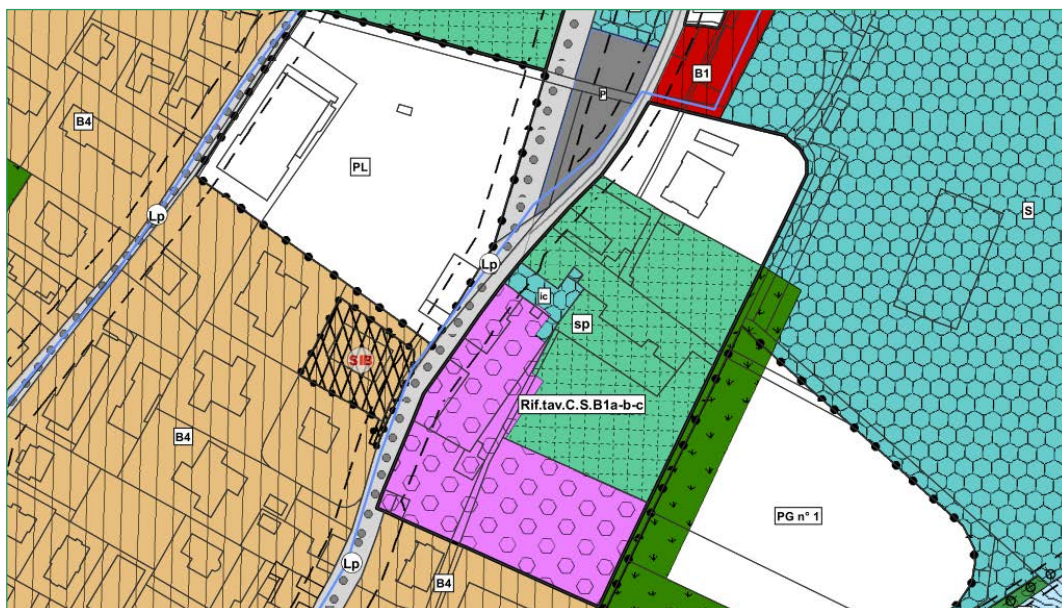 B1
P
B4
PL
S
Lp
Lp
ic
sp
SIB
Rif.tav.C.S.B1a-b-c
B4
PG n° 1
Lp
B4